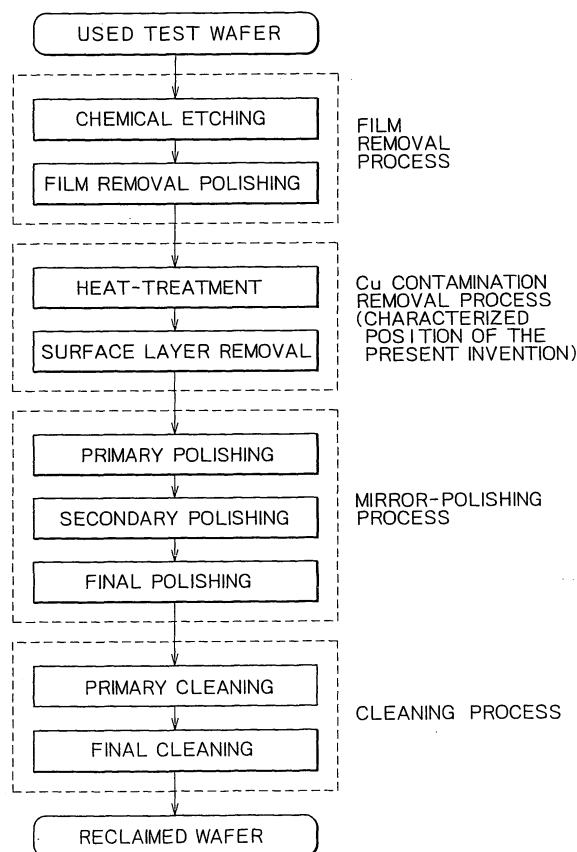 USED TEST WAFER
CHEMICAL ETCHING
FILM REMOVAL POLISHING
FILM
REMOVAL
PROCESS
HEAT-TREATMENT
SURFACE LAYER REMOVAL
Cu CONTAMINATION
REMOVAL PROCESS
(CHARACTERIZED
POSITION OF THE
PRESENT INVENTION)
PRIMARY POLISHING
SECONDARY POLISHING
FINAL POLISHING
MIRROR-POLISHING
PROCESS
PRIMARY CLEANING
FINAL CLEANING
CLEANING PROCESS
RECLAIMED WAFER